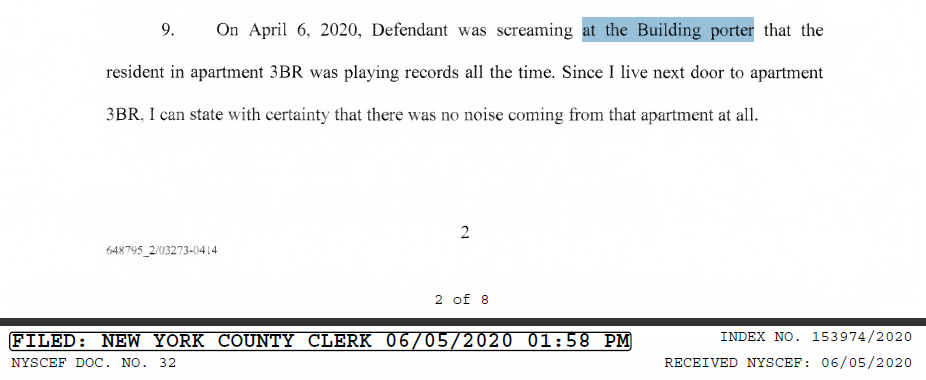 9. On April 6, 2020, Defendant was screaming at the Building porter that the
resident in apartment 3BR was playing records all the time. Since I live next door to apartment
3BR, I can state with certainty that there was no noise coming from that apartment at all.
2
648795_2/03273-0414
2 of 8
FILED: NEW YORK COUNTY CLERK 06/05/2020 01:58 PM
INDEX NO. 153974/2020
NYSCEF DOC. NO. 32
RECEIVED NYSCEF: 06/05/2020